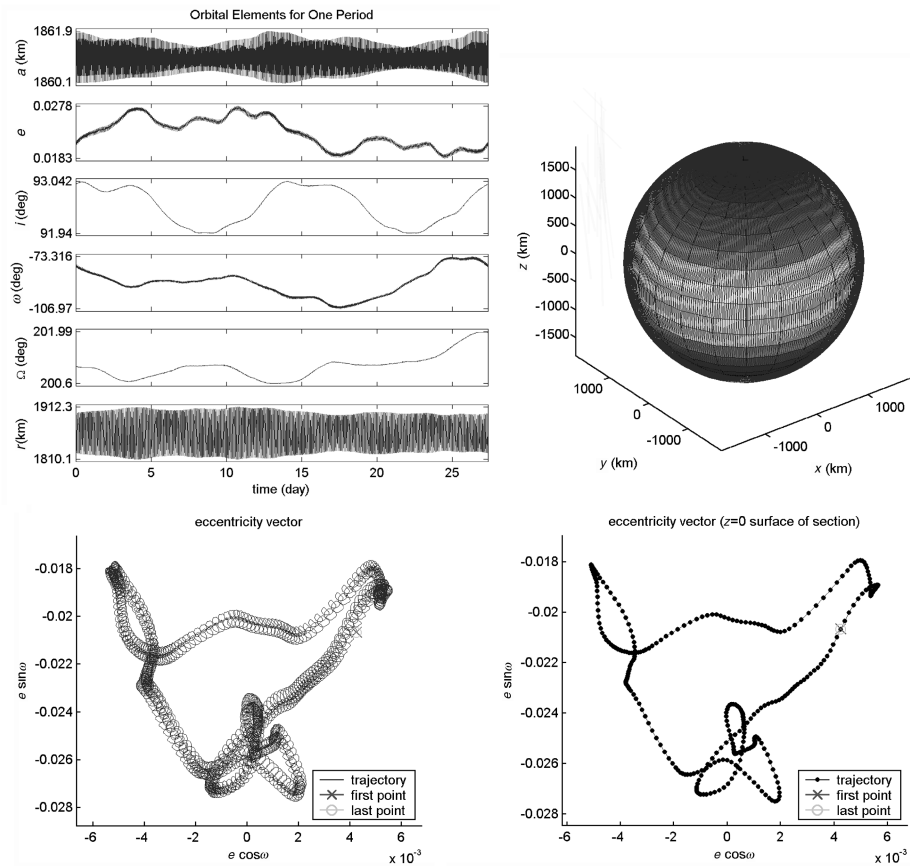 Orbital Elements for One Period
1861.9
a (km)
1860.1
0.0278
e
0.0183
93.042
i (deg)
91.94
-73.316
ω (deg)
-106.97
201.99
Ω (deg)
200.6
1912.3
r(km)
1810.1
0 5 10 15 20 25
time (day)
1500
1000
500
0
-500
-1000
-1500
z (km)
1000
0
-1000
y (km)
-1000
0
1000
x (km)
eccentricity vector
-0.018
-0.02
-0.022
-0.024
-0.026
-0.028
e sinω
-6 -4 -2 0 2 4 6
x 10⁻³
e cosω
trajectory
first point
last point
eccentricity vector (z=0 surface of section)
-0.018
-0.02
-0.022
-0.024
-0.026
-0.028
e sinω
-6 -4 -2 0 2 4 6
x 10⁻³
e cosω
trajectory
first point
last point